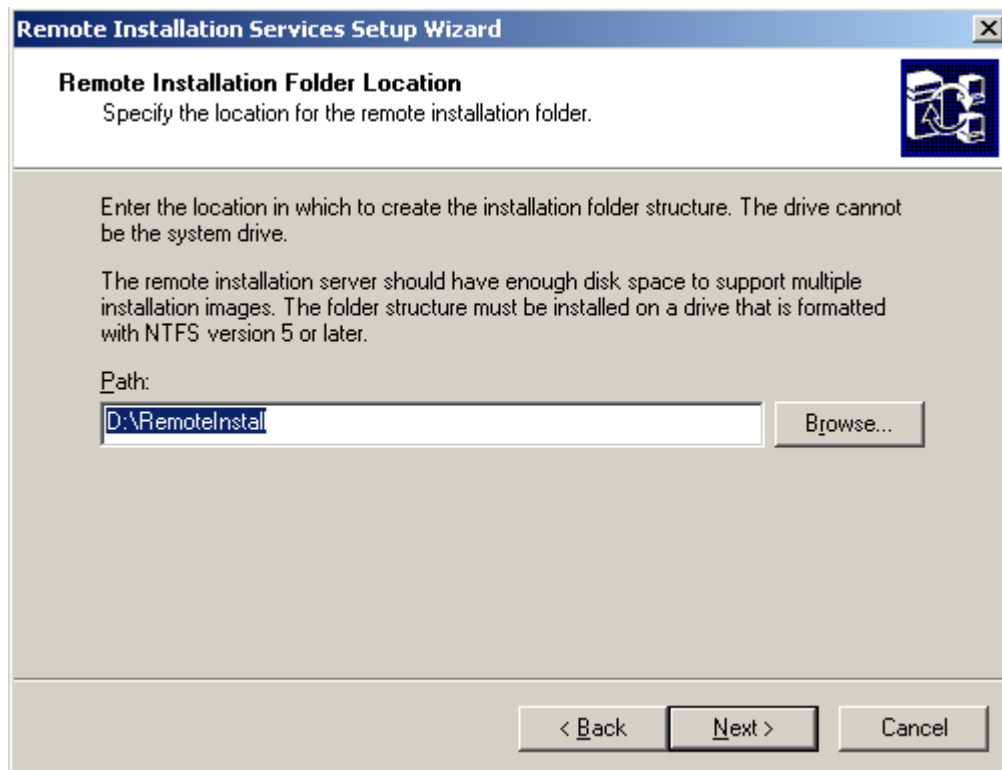 Remote Installation Services Setup Wizard
Remote Installation Folder Location
Specify the location for the remote installation folder.
Enter the location in which to create the installation folder structure. The drive cannot
be the system drive.
The remote installation server should have enough disk space to support multiple
installation images. The folder structure must be installed on a drive that is formatted
with NTFS version 5 or later.
Path:
D:\RemoteInstall
Browse...
< Back
Next >
Cancel